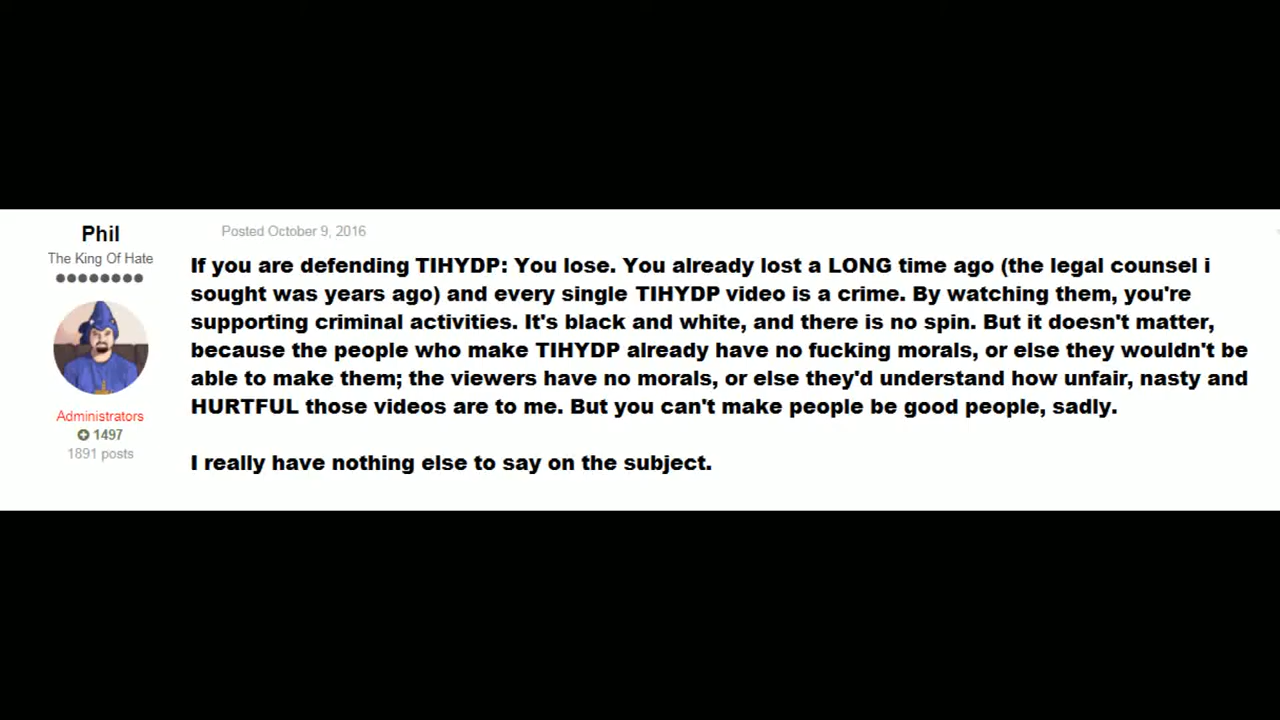 Phil
The King Of Hate
Administrators
1497
1891 posts
Posted October 9, 2016
If you are defending TIHYDP: You lose. You already lost a LONG time ago (the legal counsel i
sought was years ago) and every single TIHYDP video is a crime. By watching them, you're
supporting criminal activities. It's black and white, and there is no spin. But it doesn't matter,
because the people who make TIHYDP already have no fucking morals, or else they wouldn't be
able to make them; the viewers have no morals, or else they'd understand how unfair, nasty and
HURTFUL those videos are to me. But you can't make people be good people, sadly.
I really have nothing else to say on the subject.